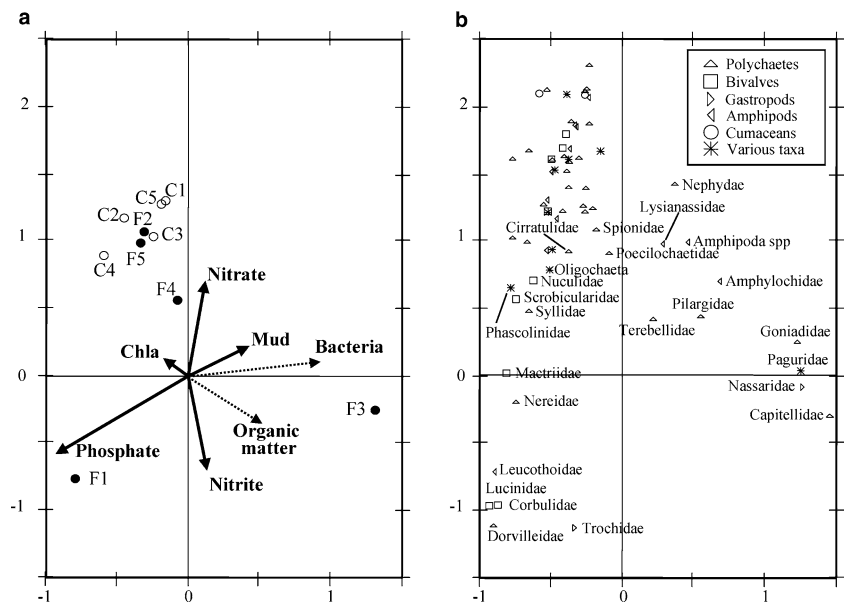 a
b
2
1
0
-1
-1
0
1
C5 C1
C2
F2
C3
F5
C4
F4
Nitrate
Mud
Chla
Bacteria
F3
Organic
matter
Phosphate
F1
Nitrite
2
1
0
-1
-1
0
1
Polychaetes
Bivalves
Gastropods
Amphipods
Cumaceans
Various taxa
Nephydae
Lysianassidae
Cirratulidae
Spionidae
Amphipoda spp
Poecilochaetidae
Oligochaeta
Nuculidae
Amphylochidae
Scrobicularidae
Pilargidae
Syllidae
Phascolinidae
Terebellidae
Goniadidae
Paguridae
Mactriidae
Nassaridae
Nereidae
Capitellidae
Leucothoidae
Lucinidae
Corbulidae
Trochidae
Dorvilleidae